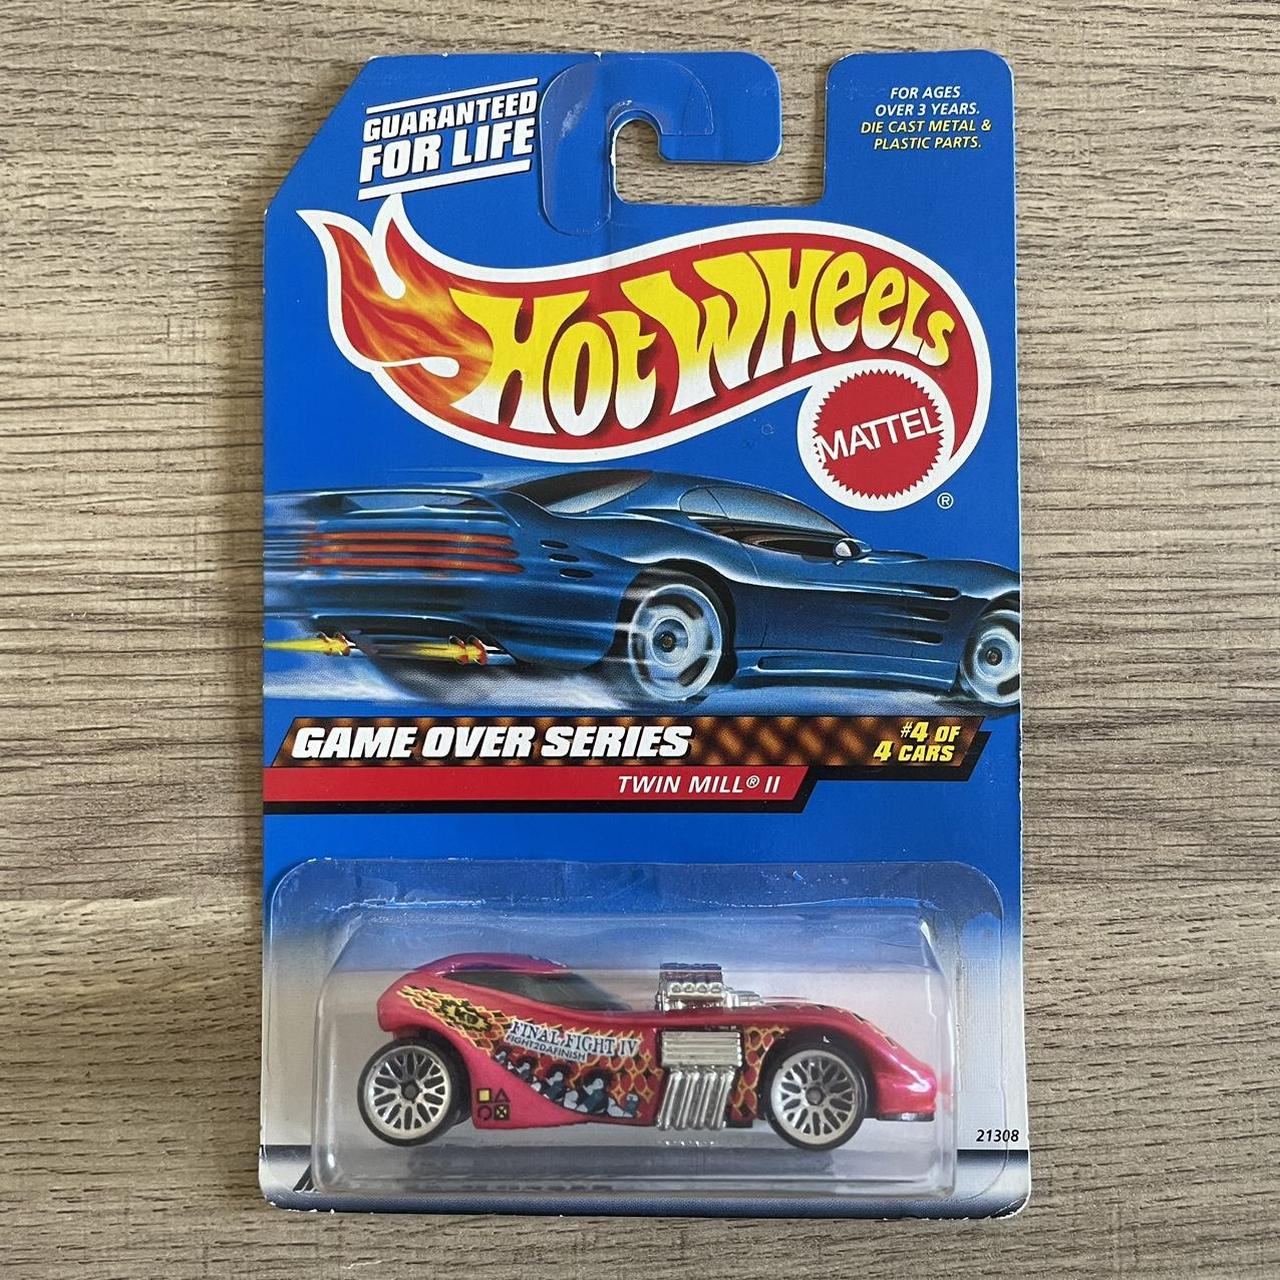 GUARANTEED
FOR LIFE
FOR AGES
OVER 3 YEARS.
DIE CAST METAL &
PLASTIC PARTS.
HOT WHEELS
MATTEL
®
GAME OVER SERIES
#4 OF
4 CARS
TWIN MILL® II
FINAL FIGHT IV
FIGHT2DAFINISH
21308